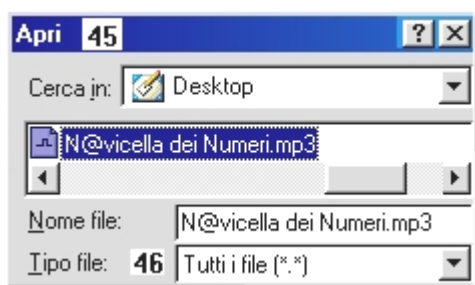 Apri 45 ? X
Cerca in: Desktop
N@vicella dei Numeri.mp3
Nome file: N@vicella dei Numeri.mp3
Tipo file: 46 Tutti i file (*.*)